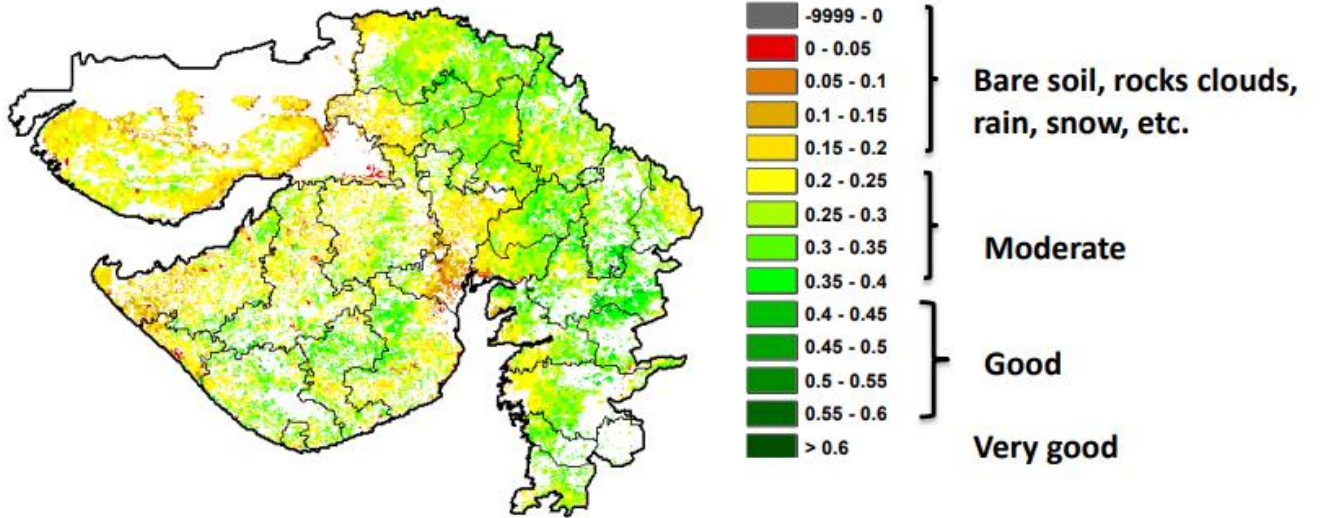 -9999 - 0
0 - 0.05
0.05 - 0.1
0.1 - 0.15
0.15 - 0.2
0.2 - 0.25
0.25 - 0.3
0.3 - 0.35
0.35 - 0.4
0.4 - 0.45
0.45 - 0.5
0.5 - 0.55
0.55 - 0.6
> 0.6
Bare soil, rocks clouds,
rain, snow, etc.
Moderate
Good
Very good